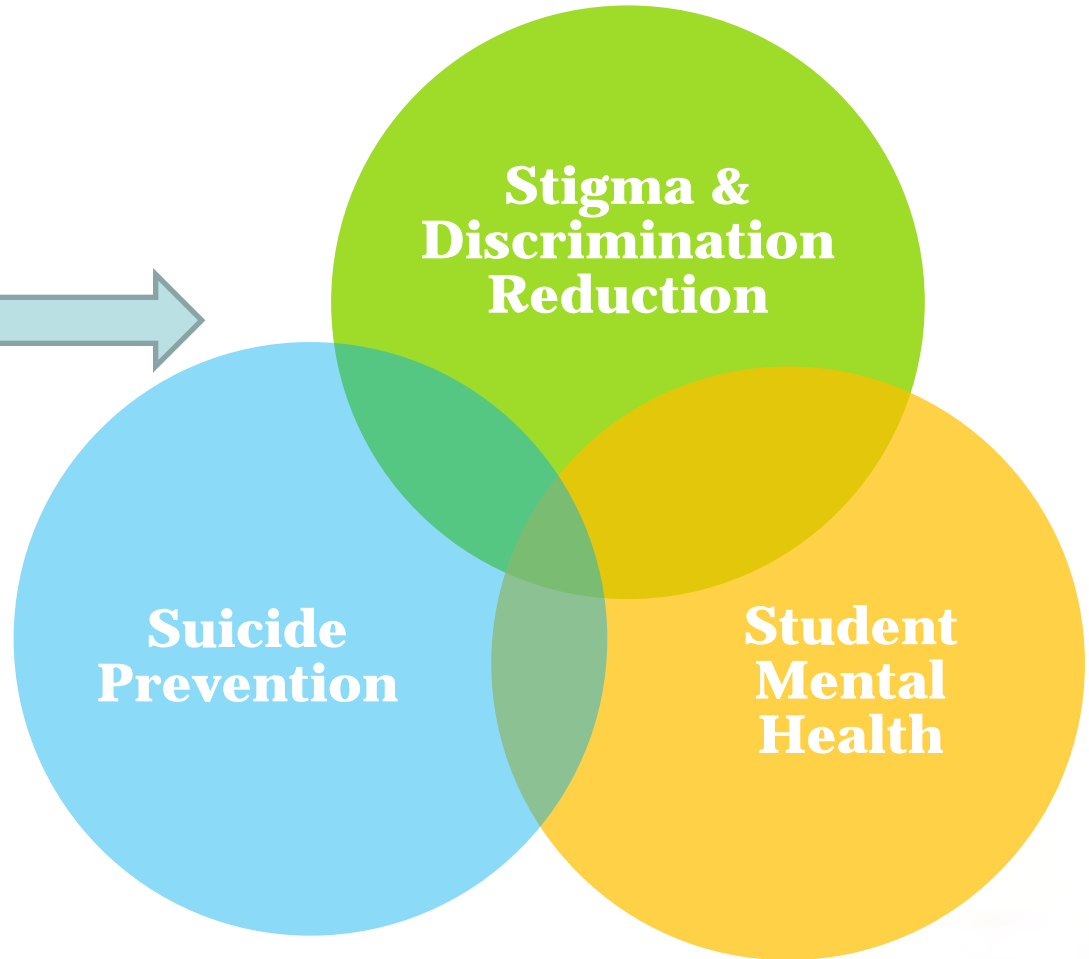 Stigma &
Discrimination
Reduction
Suicide
Prevention
Student
Mental
Health